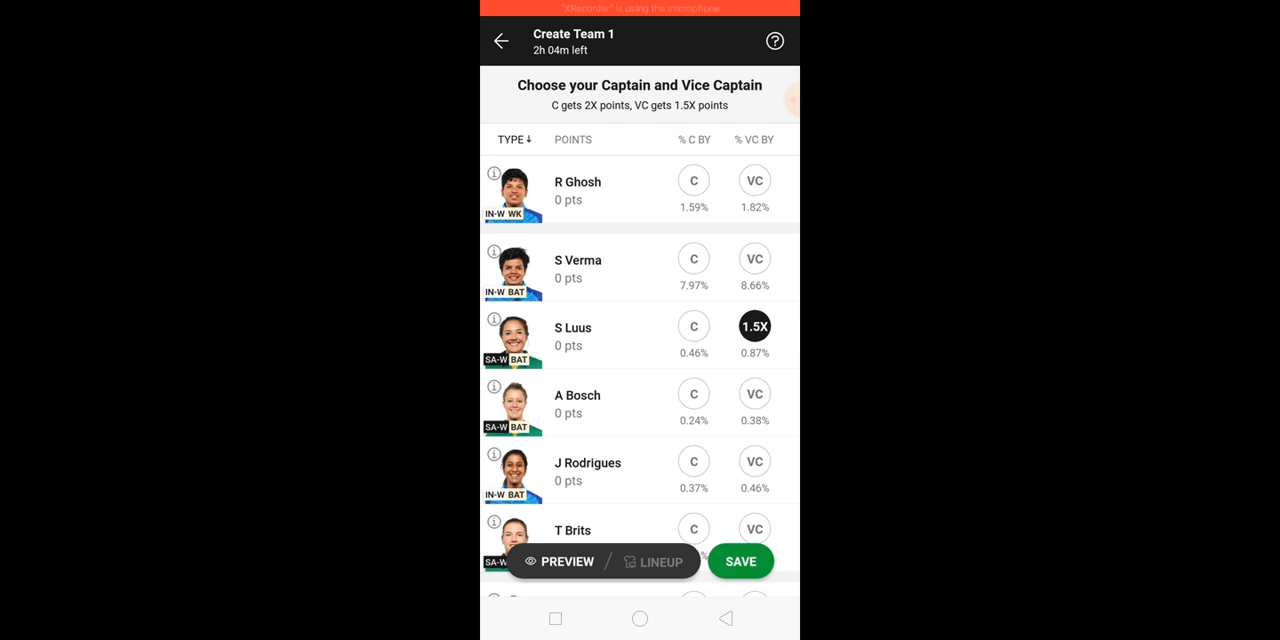 "XRecorder" is using the microphone
Create Team 1
2h 04m left
Choose your Captain and Vice Captain
C gets 2X points, VC gets 1.5X points
TYPE↓ POINTS % C BY % VC BY
R Ghosh C VC
0 pts
IN-W WK 1.59% 1.82%
S Verma C VC
0 pts
IN-W BAT 7.97% 8.66%
S Luus C 1.5X
0 pts
SA-W BAT 0.46% 0.87%
A Bosch C VC
0 pts
SA-W BAT 0.24% 0.38%
J Rodrigues C VC
0 pts
IN-W BAT 0.37% 0.46%
T Brits C VC
SA-W PREVIEW / LINEUP % SAVE